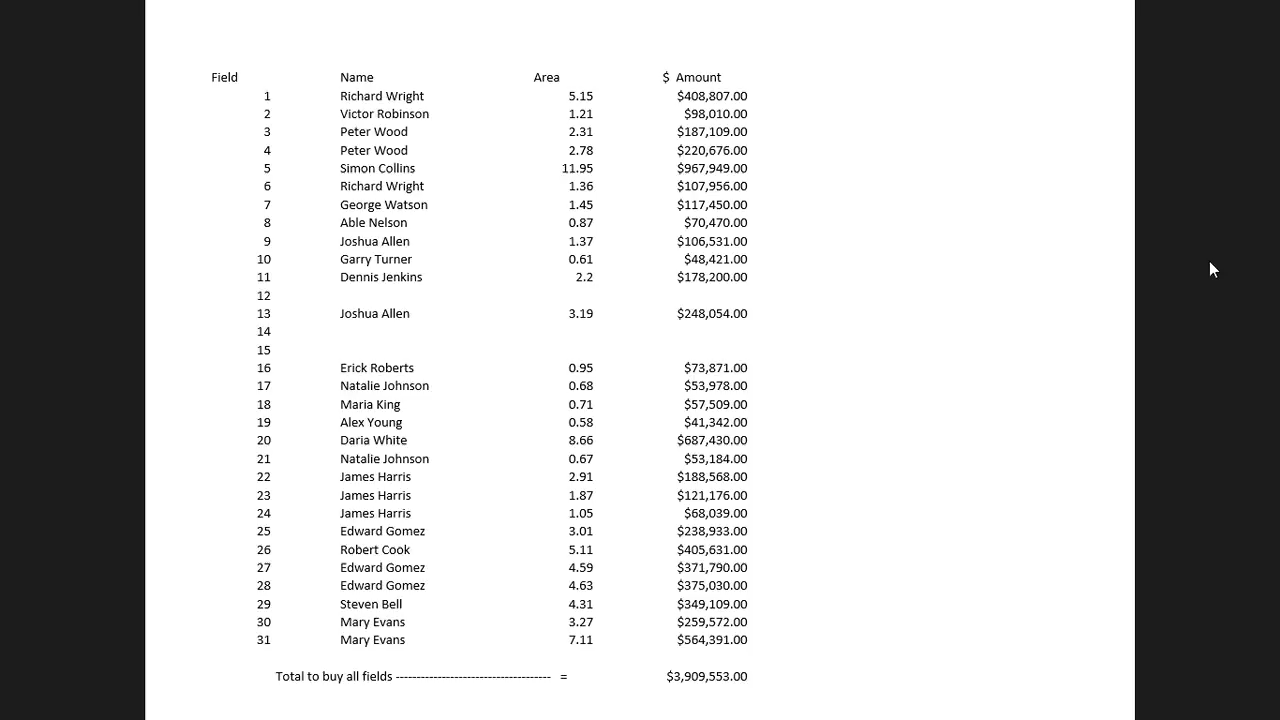 Field Name Area $ Amount
1 Richard Wright 5.15 $408,807.00
2 Victor Robinson 1.21 $98,010.00
3 Peter Wood 2.31 $187,109.00
4 Peter Wood 2.78 $220,676.00
5 Simon Collins 11.95 $967,949.00
6 Richard Wright 1.36 $107,956.00
7 George Watson 1.45 $117,450.00
8 Able Nelson 0.87 $70,470.00
9 Joshua Allen 1.37 $106,531.00
10 Garry Turner 0.61 $48,421.00
11 Dennis Jenkins 2.2 $178,200.00
12
13 Joshua Allen 3.19 $248,054.00
14
15
16 Erick Roberts 0.95 $73,871.00
17 Natalie Johnson 0.68 $53,978.00
18 Maria King 0.71 $57,509.00
19 Alex Young 0.58 $41,342.00
20 Daria White 8.66 $687,430.00
21 Natalie Johnson 0.67 $53,184.00
22 James Harris 2.91 $188,568.00
23 James Harris 1.87 $121,176.00
24 James Harris 1.05 $68,039.00
25 Edward Gomez 3.01 $238,933.00
26 Robert Cook 5.11 $405,631.00
27 Edward Gomez 4.59 $371,790.00
28 Edward Gomez 4.63 $375,030.00
29 Steven Bell 4.31 $349,109.00
30 Mary Evans 3.27 $259,572.00
31 Mary Evans 7.11 $564,391.00
Total to buy all fields ------------------------------------- = $3,909,553.00